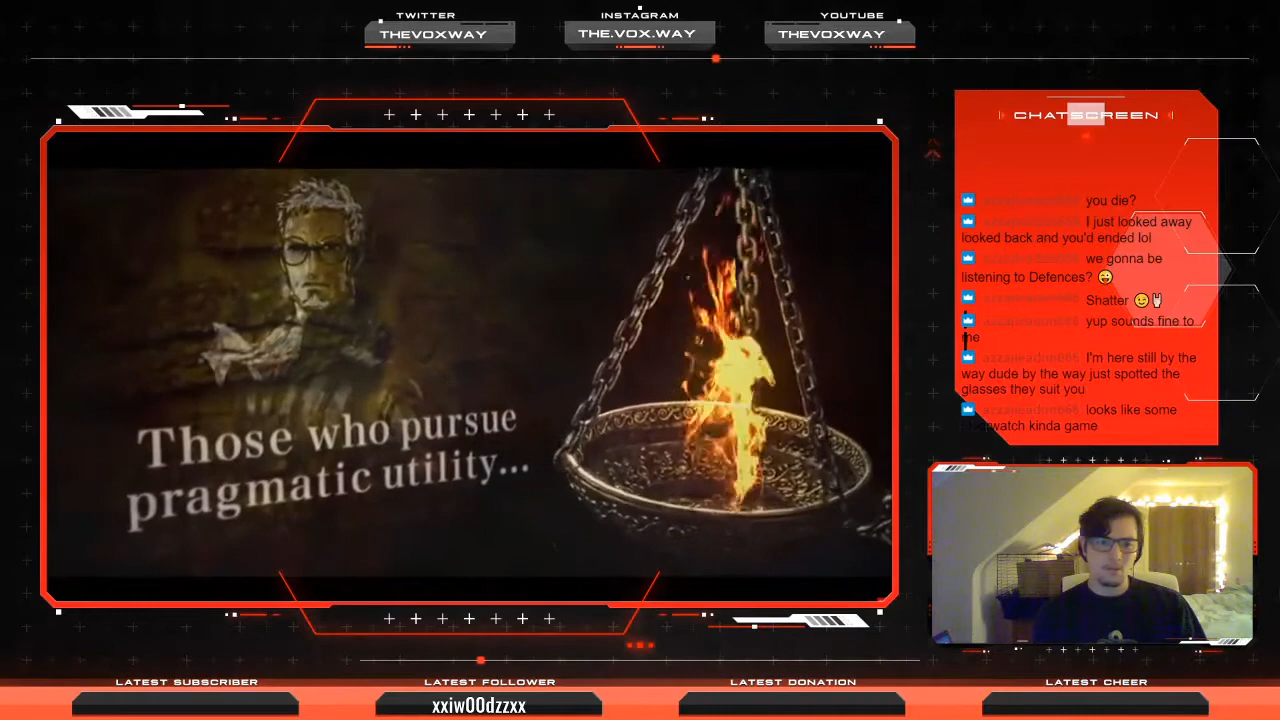 TWITTER
THEVOXWAY
INSTAGRAM
THE.VOX.WAY
YOUTUBE
THEVOXWAY
CHATSCREEN
you die?
I just looked away
looked back and you'd ended lol
we gonna be
listening to Defences? 😜
Shatter 😉🤘
yup sounds fine to
me
I'm here still by the
way dude by the way just spotted the
glasses they suit you
looks like some
kinda game
Those who pursue
pragmatic utility...
LATEST SUBSCRIBER
LATEST FOLLOWER
xxiw00dzzxx
LATEST DONATION
LATEST CHEER